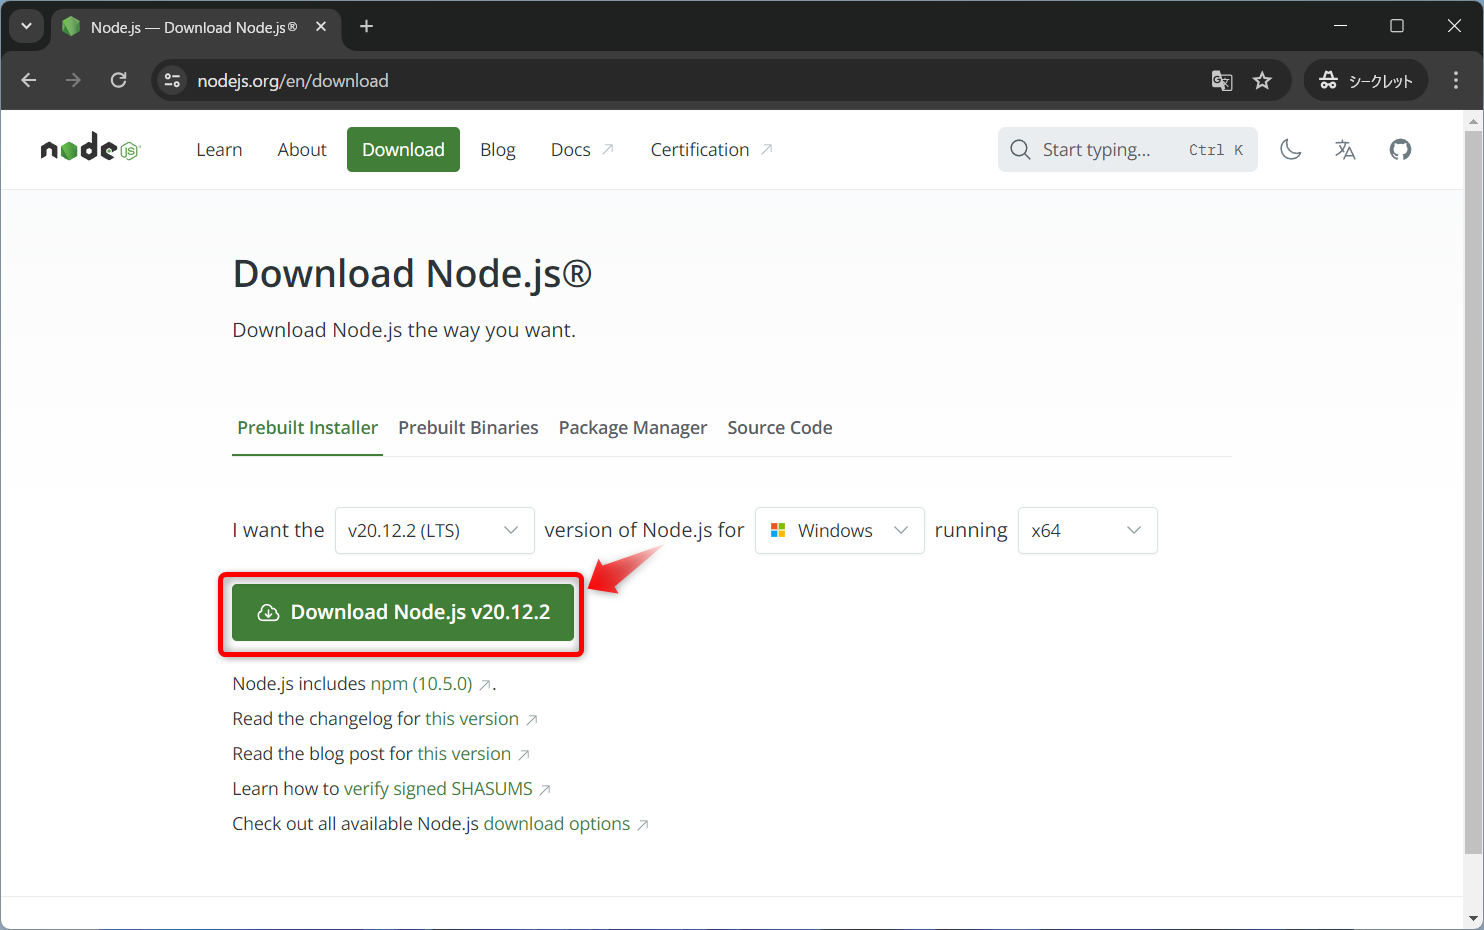 Node.js — Download Node.js®
nodejs.org/en/download
シークレット
node JS
Learn About Download Blog Docs Certification Start typing... Ctrl K
Download Node.js®
Download Node.js the way you want.
Prebuilt Installer Prebuilt Binaries Package Manager Source Code
I want the v20.12.2 (LTS) version of Node.js for Windows running x64
Download Node.js v20.12.2
Node.js includes npm (10.5.0) ↗.
Read the changelog for this version ↗
Read the blog post for this version ↗
Learn how to verify signed SHASUMS ↗
Check out all available Node.js download options ↗